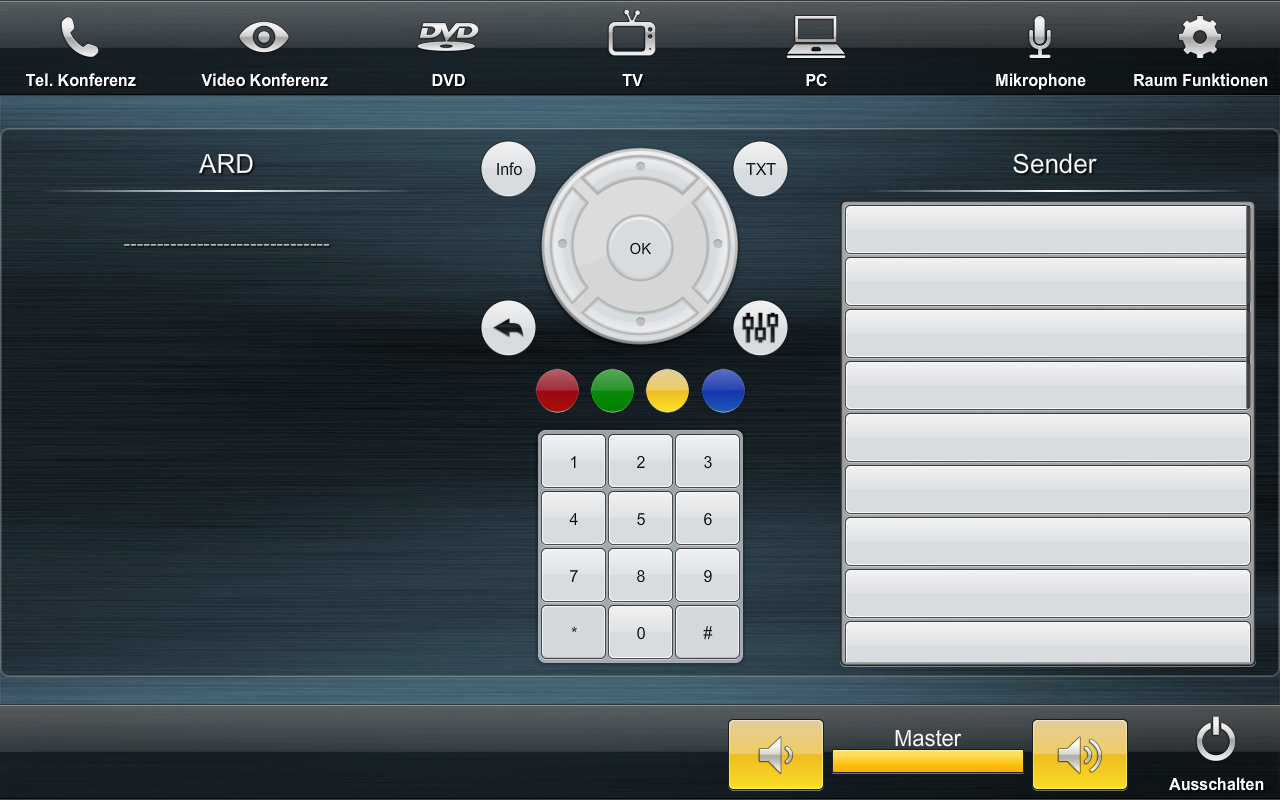 DVD
Tel. Konferenz
Video Konferenz
DVD
TV
PC
Mikrophone
Raum Funktionen
ARD
-------------------------------
Info
TXT
OK
Sender
1 2 3
4 5 6
7 8 9
* 0 #
Master
Ausschalten